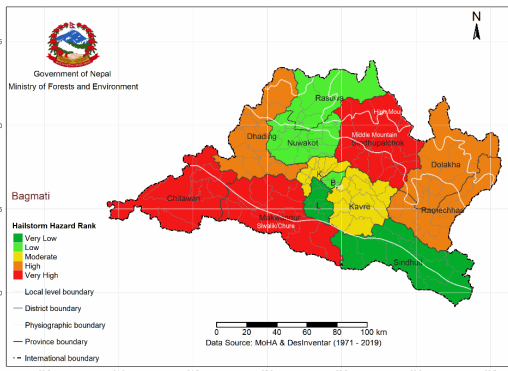 N
Government of Nepal
Ministry of Forests and Environment
Rasuwa
High Mou
Dhading
Middle Mountain
Nuwakot
Sindhupalchok
Dolakha
K
B
Bagmati
Chitawan
L
Kavre
Ramechhap
Makwanpur
Siwalik/Chure
Sindhuli
Hailstorm Hazard Rank
Very Low
Low
Moderate
High
Very High
Local level boundary
District boundary
Physiographic boundary
Province boundary
International boundary
0 20 40 60 80 100 km
Data Source: MoHA & DesInventar (1971 - 2019)